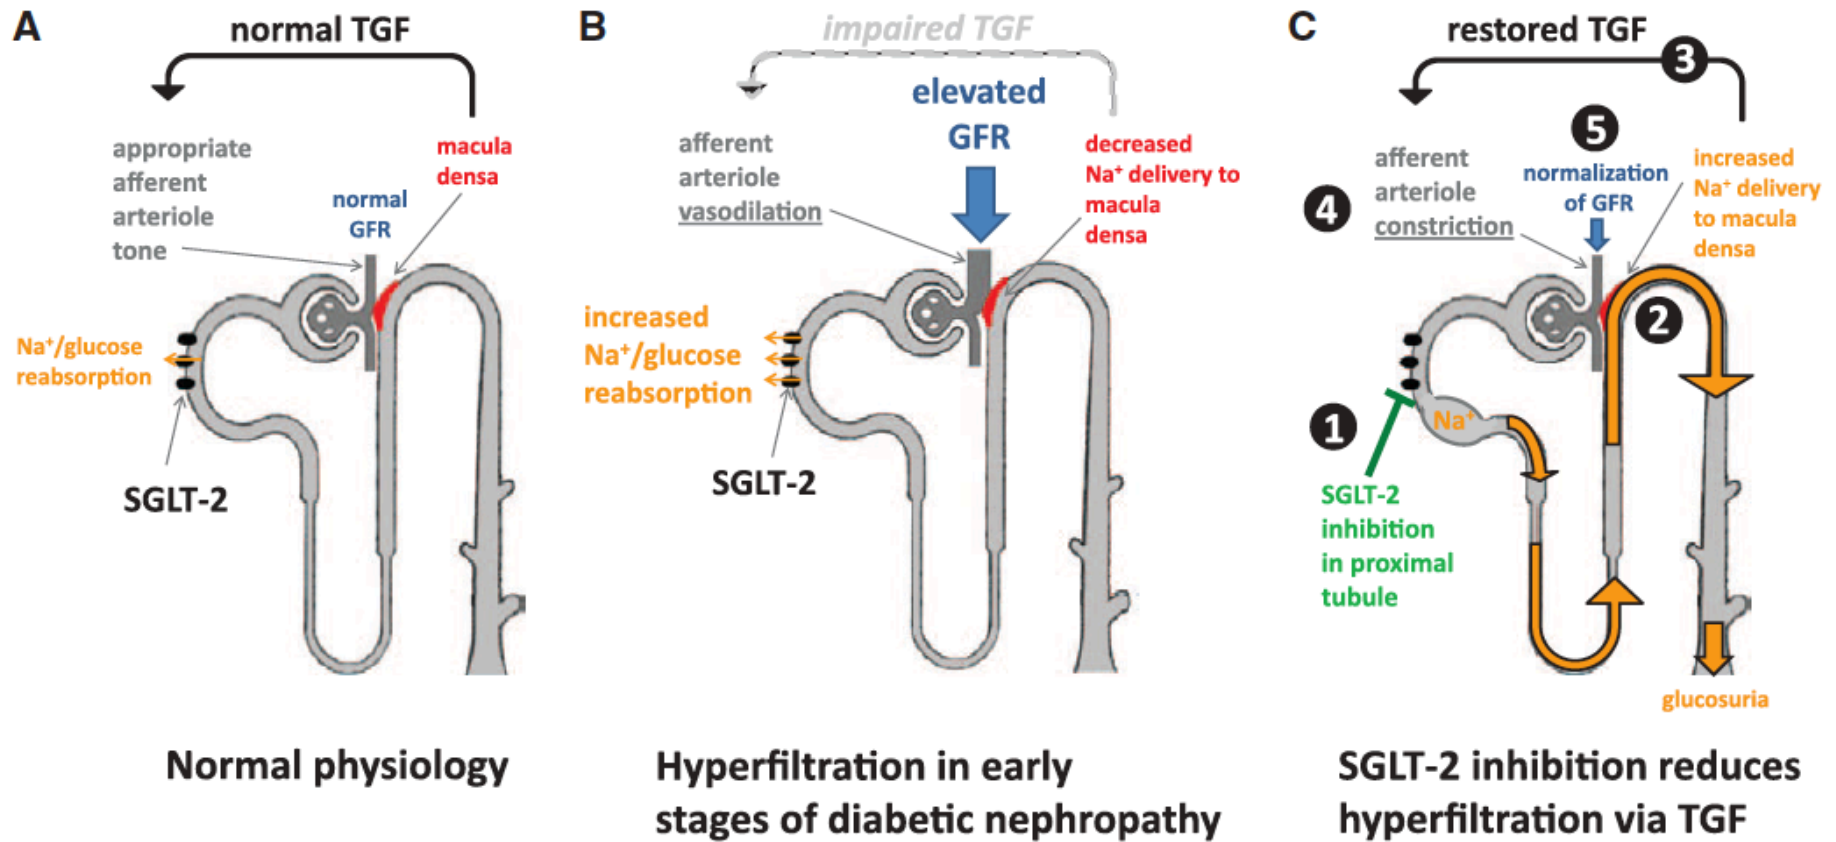 A
normal TGF
appropriate
afferent
arteriole
tone
normal
GFR
macula
densa
Na⁺/glucose
reabsorption
SGLT-2
Normal physiology
B
impaired TGF
elevated
GFR
afferent
arteriole
vasodilation
decreased
Na⁺ delivery to
macula
densa
increased
Na⁺/glucose
reabsorption
SGLT-2
Hyperfiltration in early
stages of diabetic nephropathy
C
restored TGF
3
5
afferent
arteriole
constriction
4
normalization
of GFR
increased
Na⁺ delivery
to macula
densa
2
1
Na⁺
SGLT-2
inhibition
in proximal
tubule
glucosuria
SGLT-2 inhibition reduces
hyperfiltration via TGF